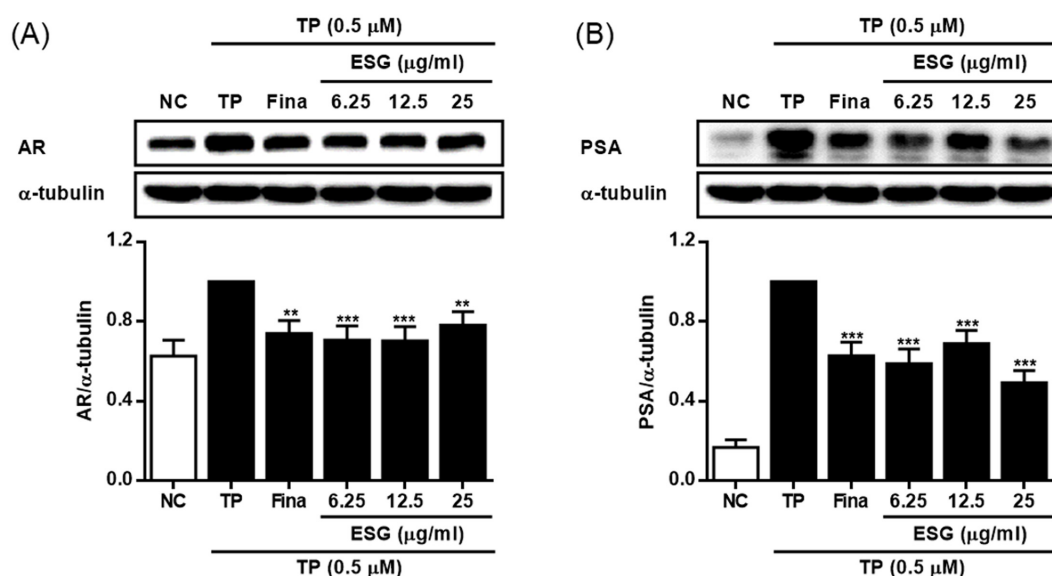 (A)
TP (0.5 μM)
ESG (μg/ml)
NC TP Fina 6.25 12.5 25
AR
α-tubulin
1.2
0.8
0.4
0.0
AR/α-tubulin
** *** *** **
NC TP Fina 6.25 12.5 25
ESG (μg/ml)
TP (0.5 μM)
(B)
TP (0.5 μM)
ESG (μg/ml)
NC TP Fina 6.25 12.5 25
PSA
α-tubulin
1.2
0.8
0.4
0.0
PSA/α-tubulin
*** *** *** ***
NC TP Fina 6.25 12.5 25
ESG (μg/ml)
TP (0.5 μM)